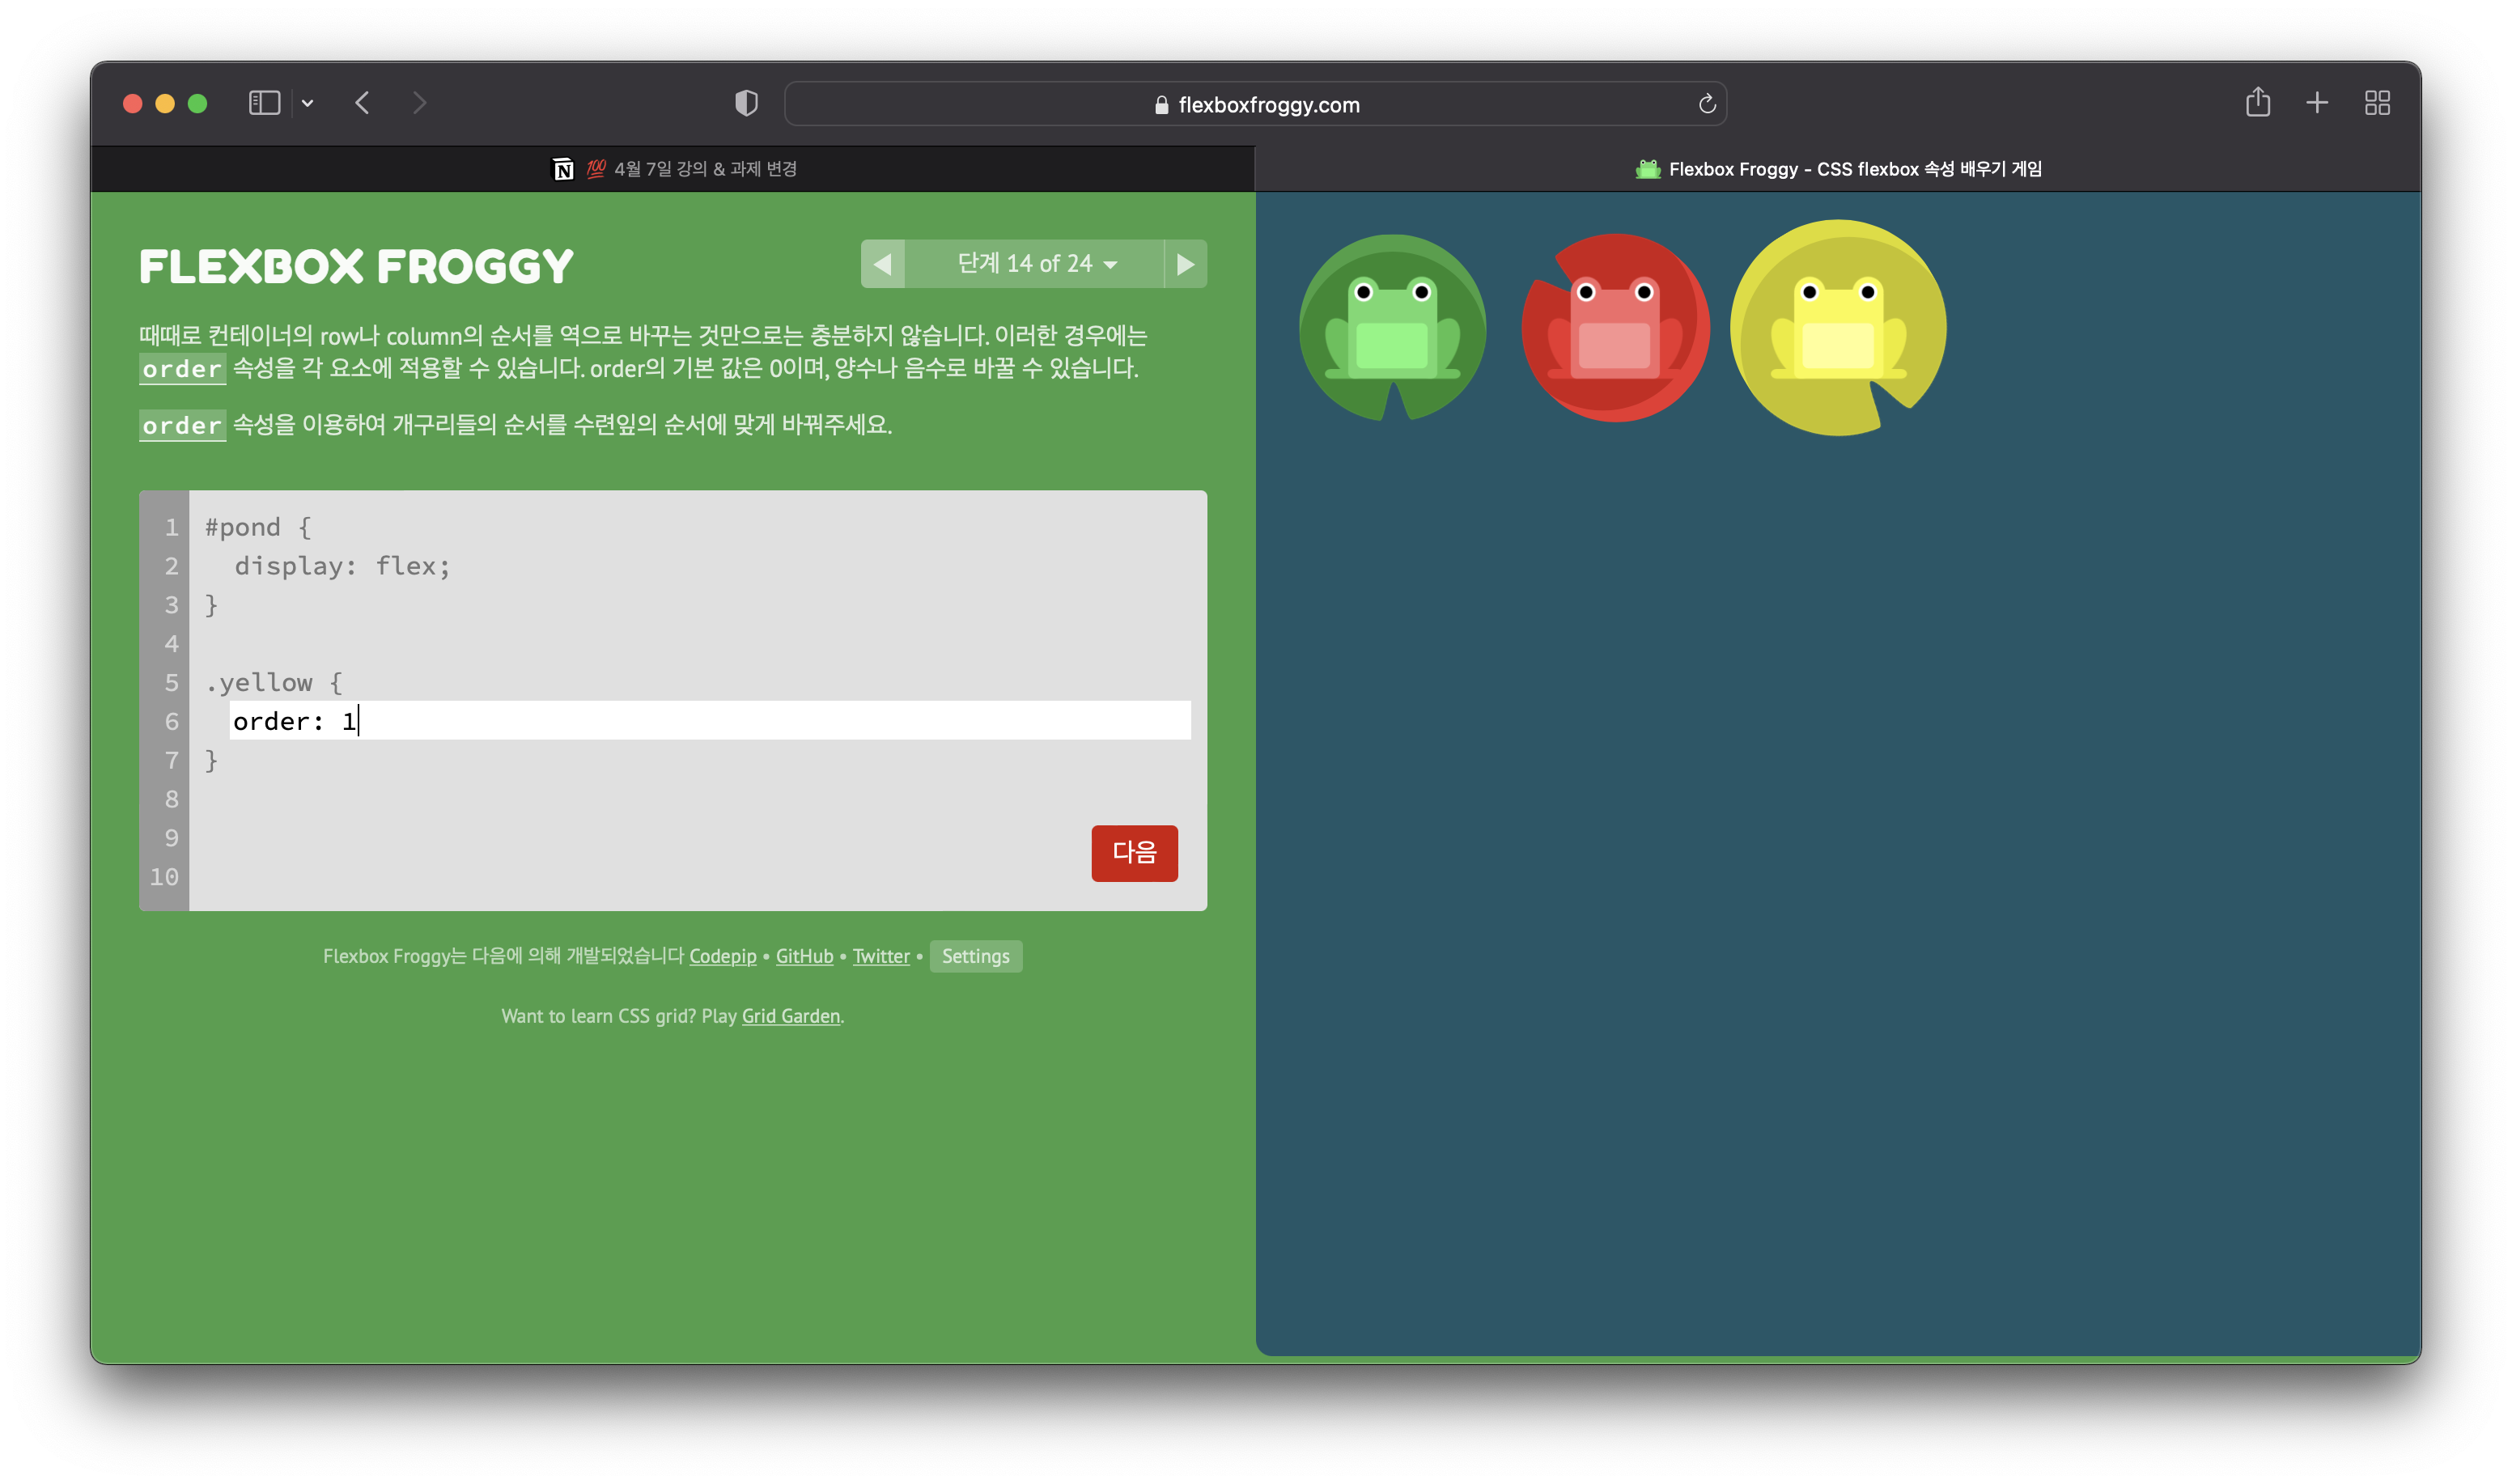 flexboxfroggy.com
💯 4월 7일 강의 & 과제 변경
Flexbox Froggy - CSS flexbox 속성 배우기 게임
FLEXBOX FROGGY
단계 14 of 24
때때로 컨테이너의 row나 column의 순서를 역으로 바꾸는 것만으로는 충분하지 않습니다. 이러한 경우에는
order 속성을 각 요소에 적용할 수 있습니다. order의 기본 값은 0이며, 양수나 음수로 바꿀 수 있습니다.
order 속성을 이용하여 개구리들의 순서를 수련잎의 순서에 맞게 바꿔주세요.
1 #pond {
2   display: flex;
3 }
4
5 .yellow {
6   order: 1
7 }
8
9
10
다음
Flexbox Froggy는 다음에 의해 개발되었습니다 Codepip • GitHub • Twitter • Settings
Want to learn CSS grid? Play Grid Garden.